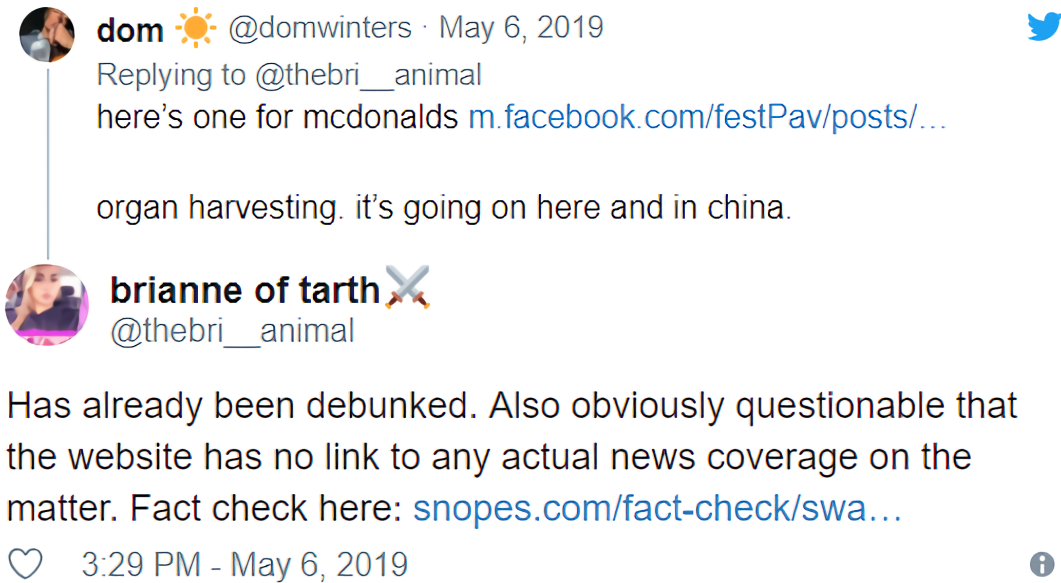 dom ☀️ @domwinters · May 6, 2019
Replying to @thebri__animal
here's one for mcdonalds m.facebook.com/festPav/posts/…
organ harvesting. it's going on here and in china.
brianne of tarth⚔️
@thebri__animal
Has already been debunked. Also obviously questionable that
the website has no link to any actual news coverage on the
matter. Fact check here: snopes.com/fact-check/swa…
3:29 PM - May 6, 2019